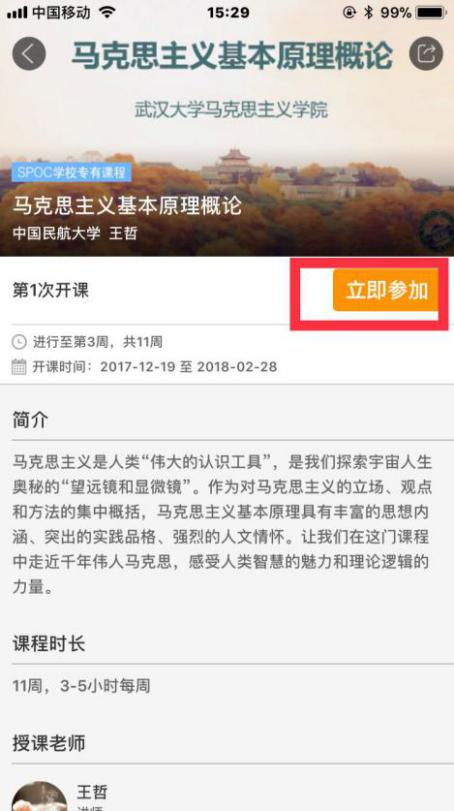 中国移动 15:29 99%
马克思主义基本原理概论
武汉大学马克思主义学院
SPOC学校专有课程
马克思主义基本原理概论
中国民航大学 王哲
第1次开课 立即参加
进行至第3周，共11周
开课时间：2017-12-19 至 2018-02-28
简介
马克思主义是人类“伟大的认识工具”，是我们探索宇宙人生
奥秘的“望远镜和显微镜”。作为对马克思主义的立场、观点
和方法的集中概括，马克思主义基本原理具有丰富的思想内
涵、突出的实践品格、强烈的人文情怀。让我们在这门课程
中走近千年伟人马克思，感受人类智慧的魅力和理论逻辑的
力量。
课程时长
11周，3-5小时每周
授课老师
王哲
讲师